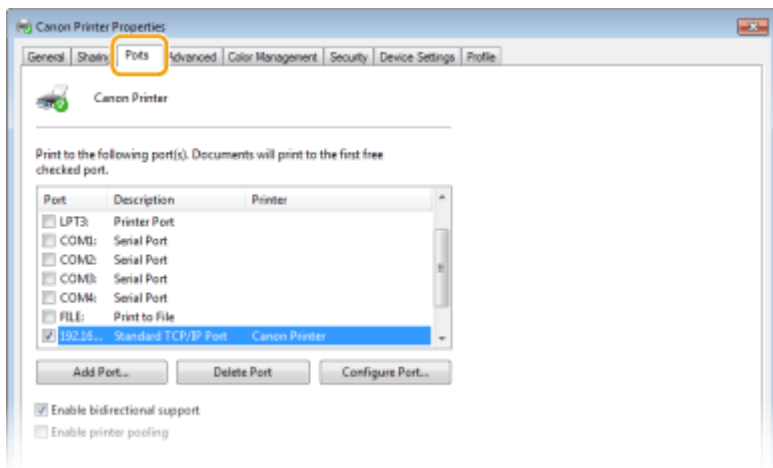 Canon Printer Properties
General Sharing Ports Advanced Color Management Security Device Settings Profile
Canon Printer
Print to the following port(s). Documents will print to the first free
checked port.
Port Description Printer
LPT3: Printer Port
COM1: Serial Port
COM2: Serial Port
COM3: Serial Port
COM4: Serial Port
FILE: Print to File
192.16... Standard TCP/IP Port Canon Printer
Add Port... Delete Port Configure Port...
Enable bidirectional support
Enable printer pooling